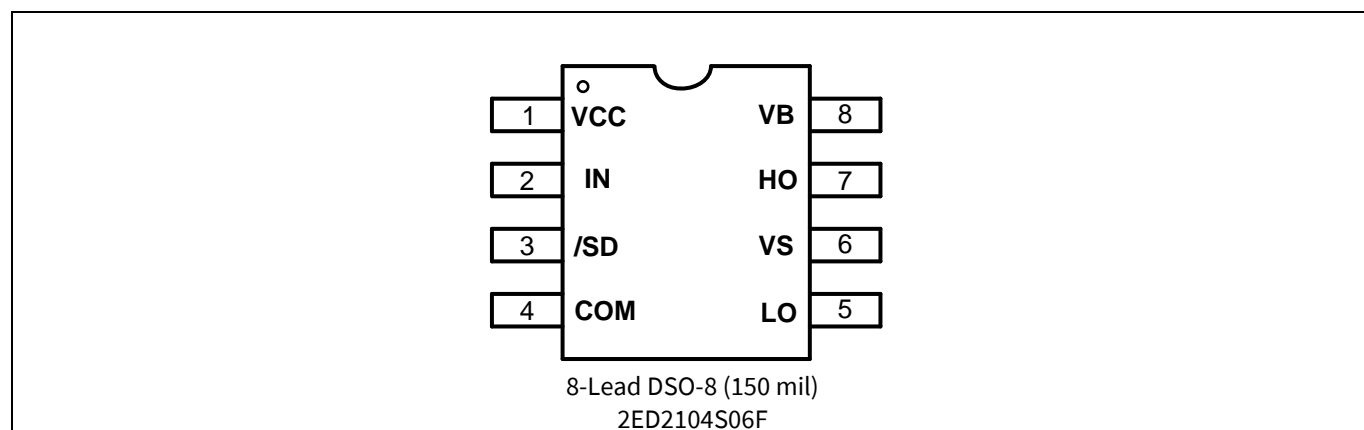 1 VCC VB 8
2 IN HO 7
3 /SD VS 6
4 COM LO 5
8-Lead DSO-8 (150 mil)
2ED2104S06F